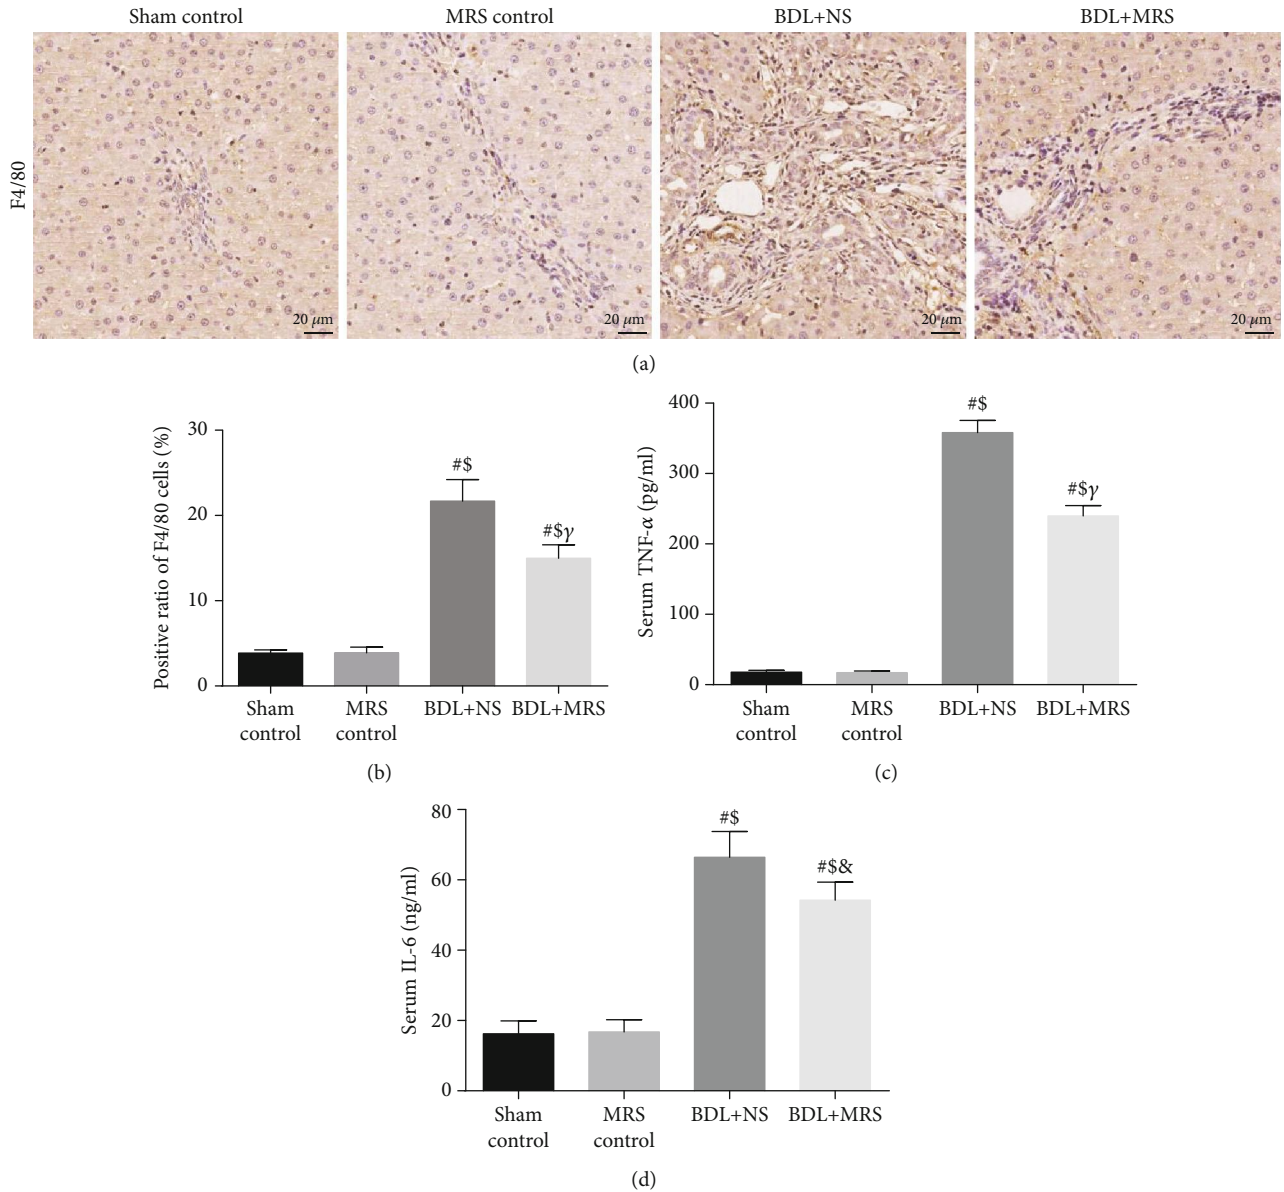 Sham control
MRS control
BDL+NS
BDL+MRS
F4/80
20 μm
20 μm
20 μm
20 μm
(a)
Positive ratio of F4/80 cells (%)
30
20
10
0
#$
#$γ
Sham
control
MRS
control
BDL+NS
BDL+MRS
(b)
Serum TNF-α (pg/ml)
400
300
200
100
0
#$
#$γ
Sham
control
MRS
control
BDL+NS
BDL+MRS
(c)
Serum IL-6 (ng/ml)
80
60
40
20
0
#$
#$&
Sham
control
MRS
control
BDL+NS
BDL+MRS
(d)